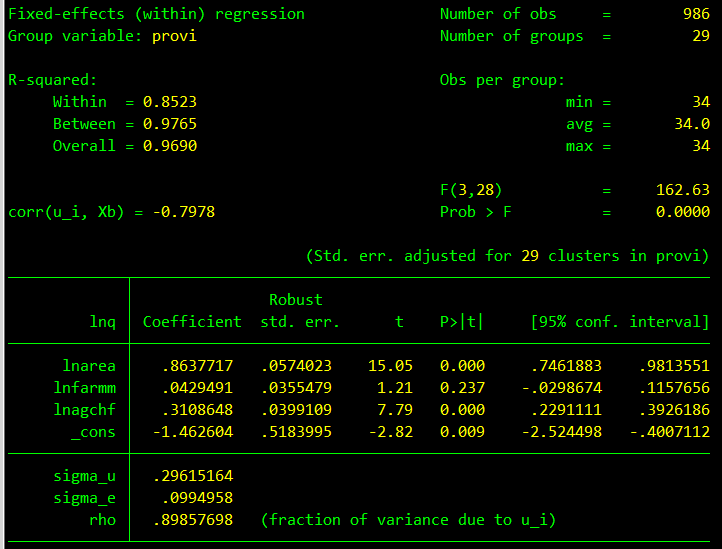 Fixed-effects (within) regression Number of obs = 986
Group variable: provi Number of groups = 29
R-squared: Obs per group:
Within = 0.8523 min = 34
Between = 0.9765 avg = 34.0
Overall = 0.9690 max = 34
F(3,28) = 162.63
corr(u_i, Xb) = -0.7978 Prob > F = 0.0000
(Std. err. adjusted for 29 clusters in provi)
Robust
lnq Coefficient std. err. t P>|t| [95% conf. interval]
lnarea .8637717 .0574023 15.05 0.000 .7461883 .9813551
lnfarmm .0429491 .0355479 1.21 0.237 -.0298674 .1157656
lnagchf .3108648 .0399109 7.79 0.000 .2291111 .3926186
_cons -1.462604 .5183995 -2.82 0.009 -2.524498 -.4007112
sigma_u .29615164
sigma_e .0994958
rho .89857698 (fraction of variance due to u_i)